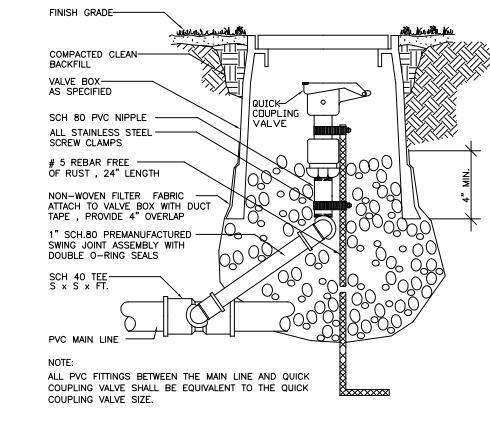 FINISH GRADE
COMPACTED CLEAN
BACKFILL
VALVE BOX
AS SPECIFIED
QUICK
COUPLING
VALVE
SCH 80 PVC NIPPLE
ALL STAINLESS STEEL
SCREW CLAMPS
# 5 REBAR FREE
OF RUST , 24" LENGTH
4" MIN.
NON-WOVEN FILTER FABRIC
ATTACH TO VALVE BOX WITH DUCT
TAPE , PROVIDE 4" OVERLAP
1" SCH.80 PREMANUFACTURED
SWING JOINT ASSEMBLY WITH
DOUBLE O-RING SEALS
SCH 40 TEE
S x S x FT.
PVC MAIN LINE
NOTE:
ALL PVC FITTINGS BETWEEN THE MAIN LINE AND QUICK
COUPLING VALVE SHALL BE EQUIVALENT TO THE QUICK
COUPLING VALVE SIZE.